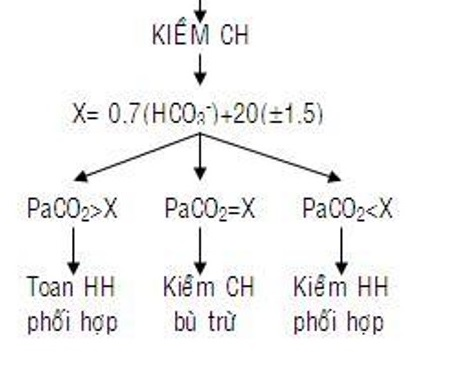 KIỀM CH
X= 0.7(HCO₃⁻)+20(±1.5)
PaCO₂>X PaCO₂=X PaCO₂<X
Toan HH Kiềm CH Kiềm HH
phối hợp bù trừ phối hợp